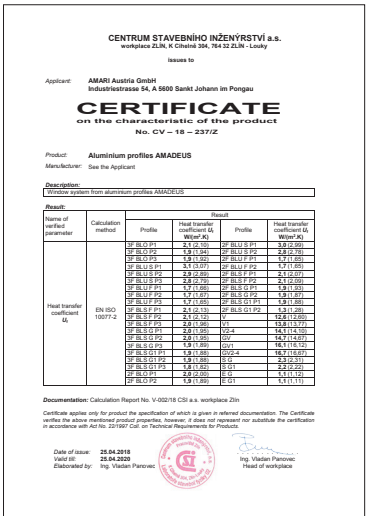 CENTRUM STAVEBNÍHO INŽENÝRSTVÍ a.s.
workplace ZLÍN, K Cihelně 304, 764 32 ZLÍN - Louky
issues to
Applicant: AMARI Austria GmbH
Industriestrasse 54, A 5600 Sankt Johann im Pongau
CERTIFICATE
on the characteristic of the product
No. CV – 18 – 237/Z
Product: Aluminium profiles AMADEUS
Manufacturer: See the Applicant
Description:
Window system from aluminium profiles AMADEUS
Result:
Name of verified parameter Calculation method Result
Profile Heat transfer coefficient Uf W/(m².K) Profile Heat transfer coefficient Uf W/(m².K)
Heat transfer coefficient Uf EN ISO 10077-2
3F BLO P1 2,1 (2,10) 2F BLU S P1 3,0 (2,99)
3F BLO P2 1,9 (1,94) 2F BLU S P2 2,8 (2,78)
3F BLO P3 1,9 (1,92) 2F BLU F P1 1,7 (1,65)
3F BLU S P1 3,1 (3,07) 2F BLU F P2 1,7 (1,65)
3F BLU S P2 2,9 (2,89) 2F BLS F P1 2,1 (2,07)
3F BLU S P3 2,8 (2,79) 2F BLS F P2 2,1 (2,09)
3F BLU F P1 1,7 (1,66) 2F BLS G P1 1,9 (1,93)
3F BLU F P2 1,7 (1,67) 2F BLS G P2 1,9 (1,87)
3F BLU F P3 1,7 (1,65) 2F BLS G1 P1 1,9 (1,88)
3F BLS F P1 2,1 (2,13) 2F BLS G1 P2 1,3 (1,28)
3F BLS F P2 2,1 (2,12) V 12,6 (12,60)
3F BLS F P3 2,0 (1,96) V1 13,8 (13,77)
3F BLS G P1 2,0 (1,95) V2-4 14,1 (14,10)
3F BLS G P2 2,0 (1,95) GV 14,7 (14,67)
3F BLS G P3 1,9 (1,89) GV1 16,1 (16,12)
3F BLS G1 P1 1,9 (1,88) GV2-4 16,7 (16,67)
3F BLS G1 P2 1,9 (1,88) S G 2,3 (2,31)
3F BLS G1 P3 1,8 (1,82) S G1 2,2 (2,22)
2F BLO P1 2,0 (2,00) E G 1,1 (1,12)
2F BLO P2 1,9 (1,89) E G1 1,1 (1,11)
Documentation: Calculation Report No. V-002/18 CSI a.s. workplace Zlín
Certificate applies only for product the specification of which is given in referred documentation. The Certificate
verifies the above mentioned product properties, however, it does not represent nor substitute the certification
in accordance with Act No. 22/1997 Coll. on Technical Requirements for Products.
Date of issue: 25.04.2018
Valid till: 25.04.2020
Elaborated by: Ing. Vladan Panovec
CSI
Ing. Vladan Panovec
Head of workplace